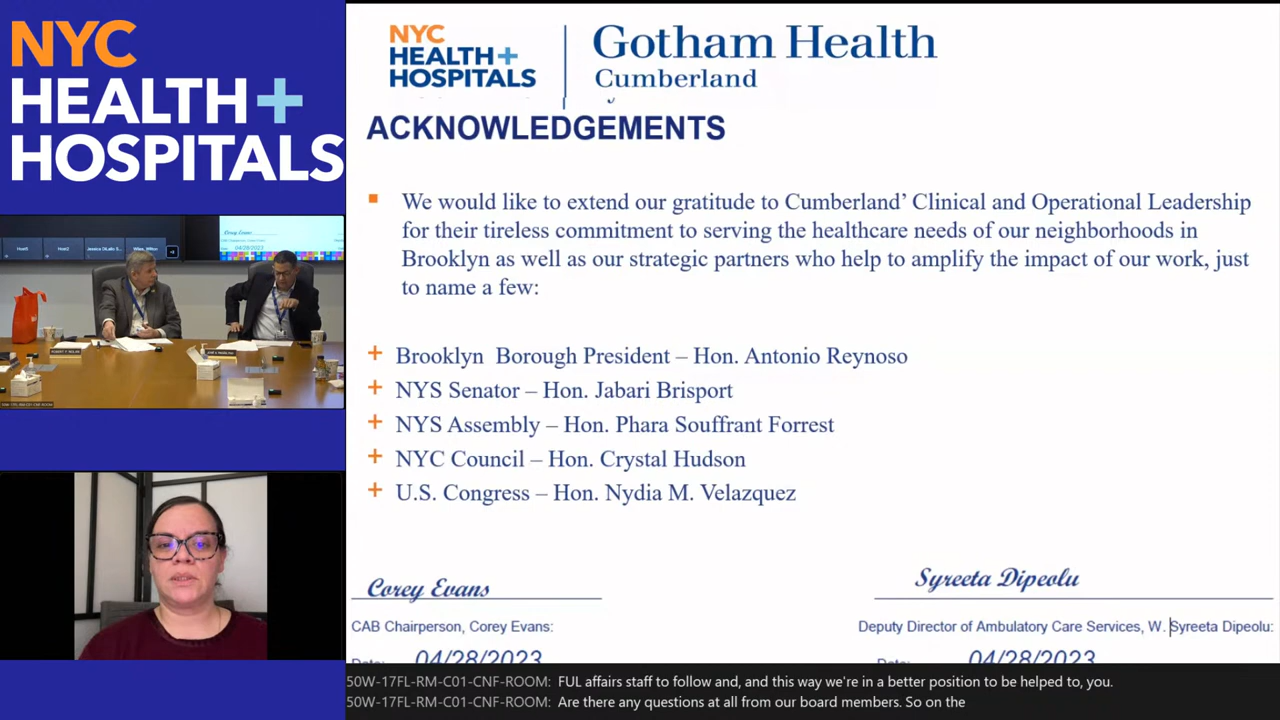 NYC
HEALTH+
HOSPITALS
NYC
HEALTH+
HOSPITALS
Gotham Health
Cumberland
ACKNOWLEDGEMENTS
We would like to extend our gratitude to Cumberland’ Clinical and Operational Leadership
for their tireless commitment to serving the healthcare needs of our neighborhoods in
Brooklyn as well as our strategic partners who help to amplify the impact of our work, just
to name a few:
+ Brooklyn Borough President – Hon. Antonio Reynoso
+ NYS Senator – Hon. Jabari Brisport
+ NYS Assembly – Hon. Phara Souffrant Forrest
+ NYC Council – Hon. Crystal Hudson
+ U.S. Congress – Hon. Nydia M. Velazquez
Corey Evans
Syreeta Dipeolu
CAB Chairperson, Corey Evans:
Deputy Director of Ambulatory Care Services, W. Syreeta Dipeolu:
Date: 04/28/2023
Date: 04/28/2023
50W-17FL-RM-C01-CNF-ROOM: FUL affairs staff to follow and, and this way we're in a better position to be helped to, you.
50W-17FL-RM-C01-CNF-ROOM: Are there any questions at all from our board members. So on the